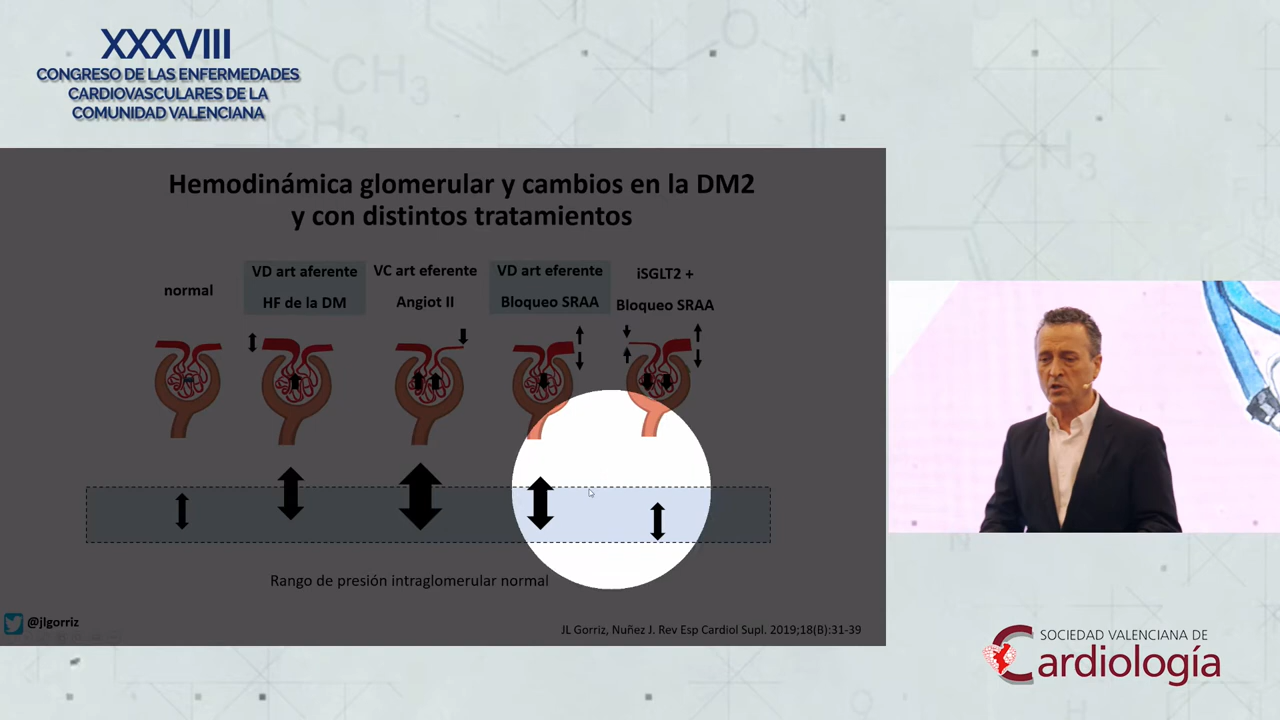 XXXVIII
CONGRESO DE LAS ENFERMEDADES
CARDIOVASCULARES DE LA
COMUNIDAD VALENCIANA
Hemodinámica glomerular y cambios en la DM2
y con distintos tratamientos
normal
VD art aferente
HF de la DM
VC art eferente
Angiot II
VD art eferente
Bloqueo SRAA
iSGLT2 +
Bloqueo SRAA
Rango de presión intraglomerular normal
@jlgorriz
JL Gorriz, Nuñez J. Rev Esp Cardiol Supl. 2019;18(B):31-39
SOCIEDAD VALENCIANA DE
Cardiología
CH3
CH3
CH3
N